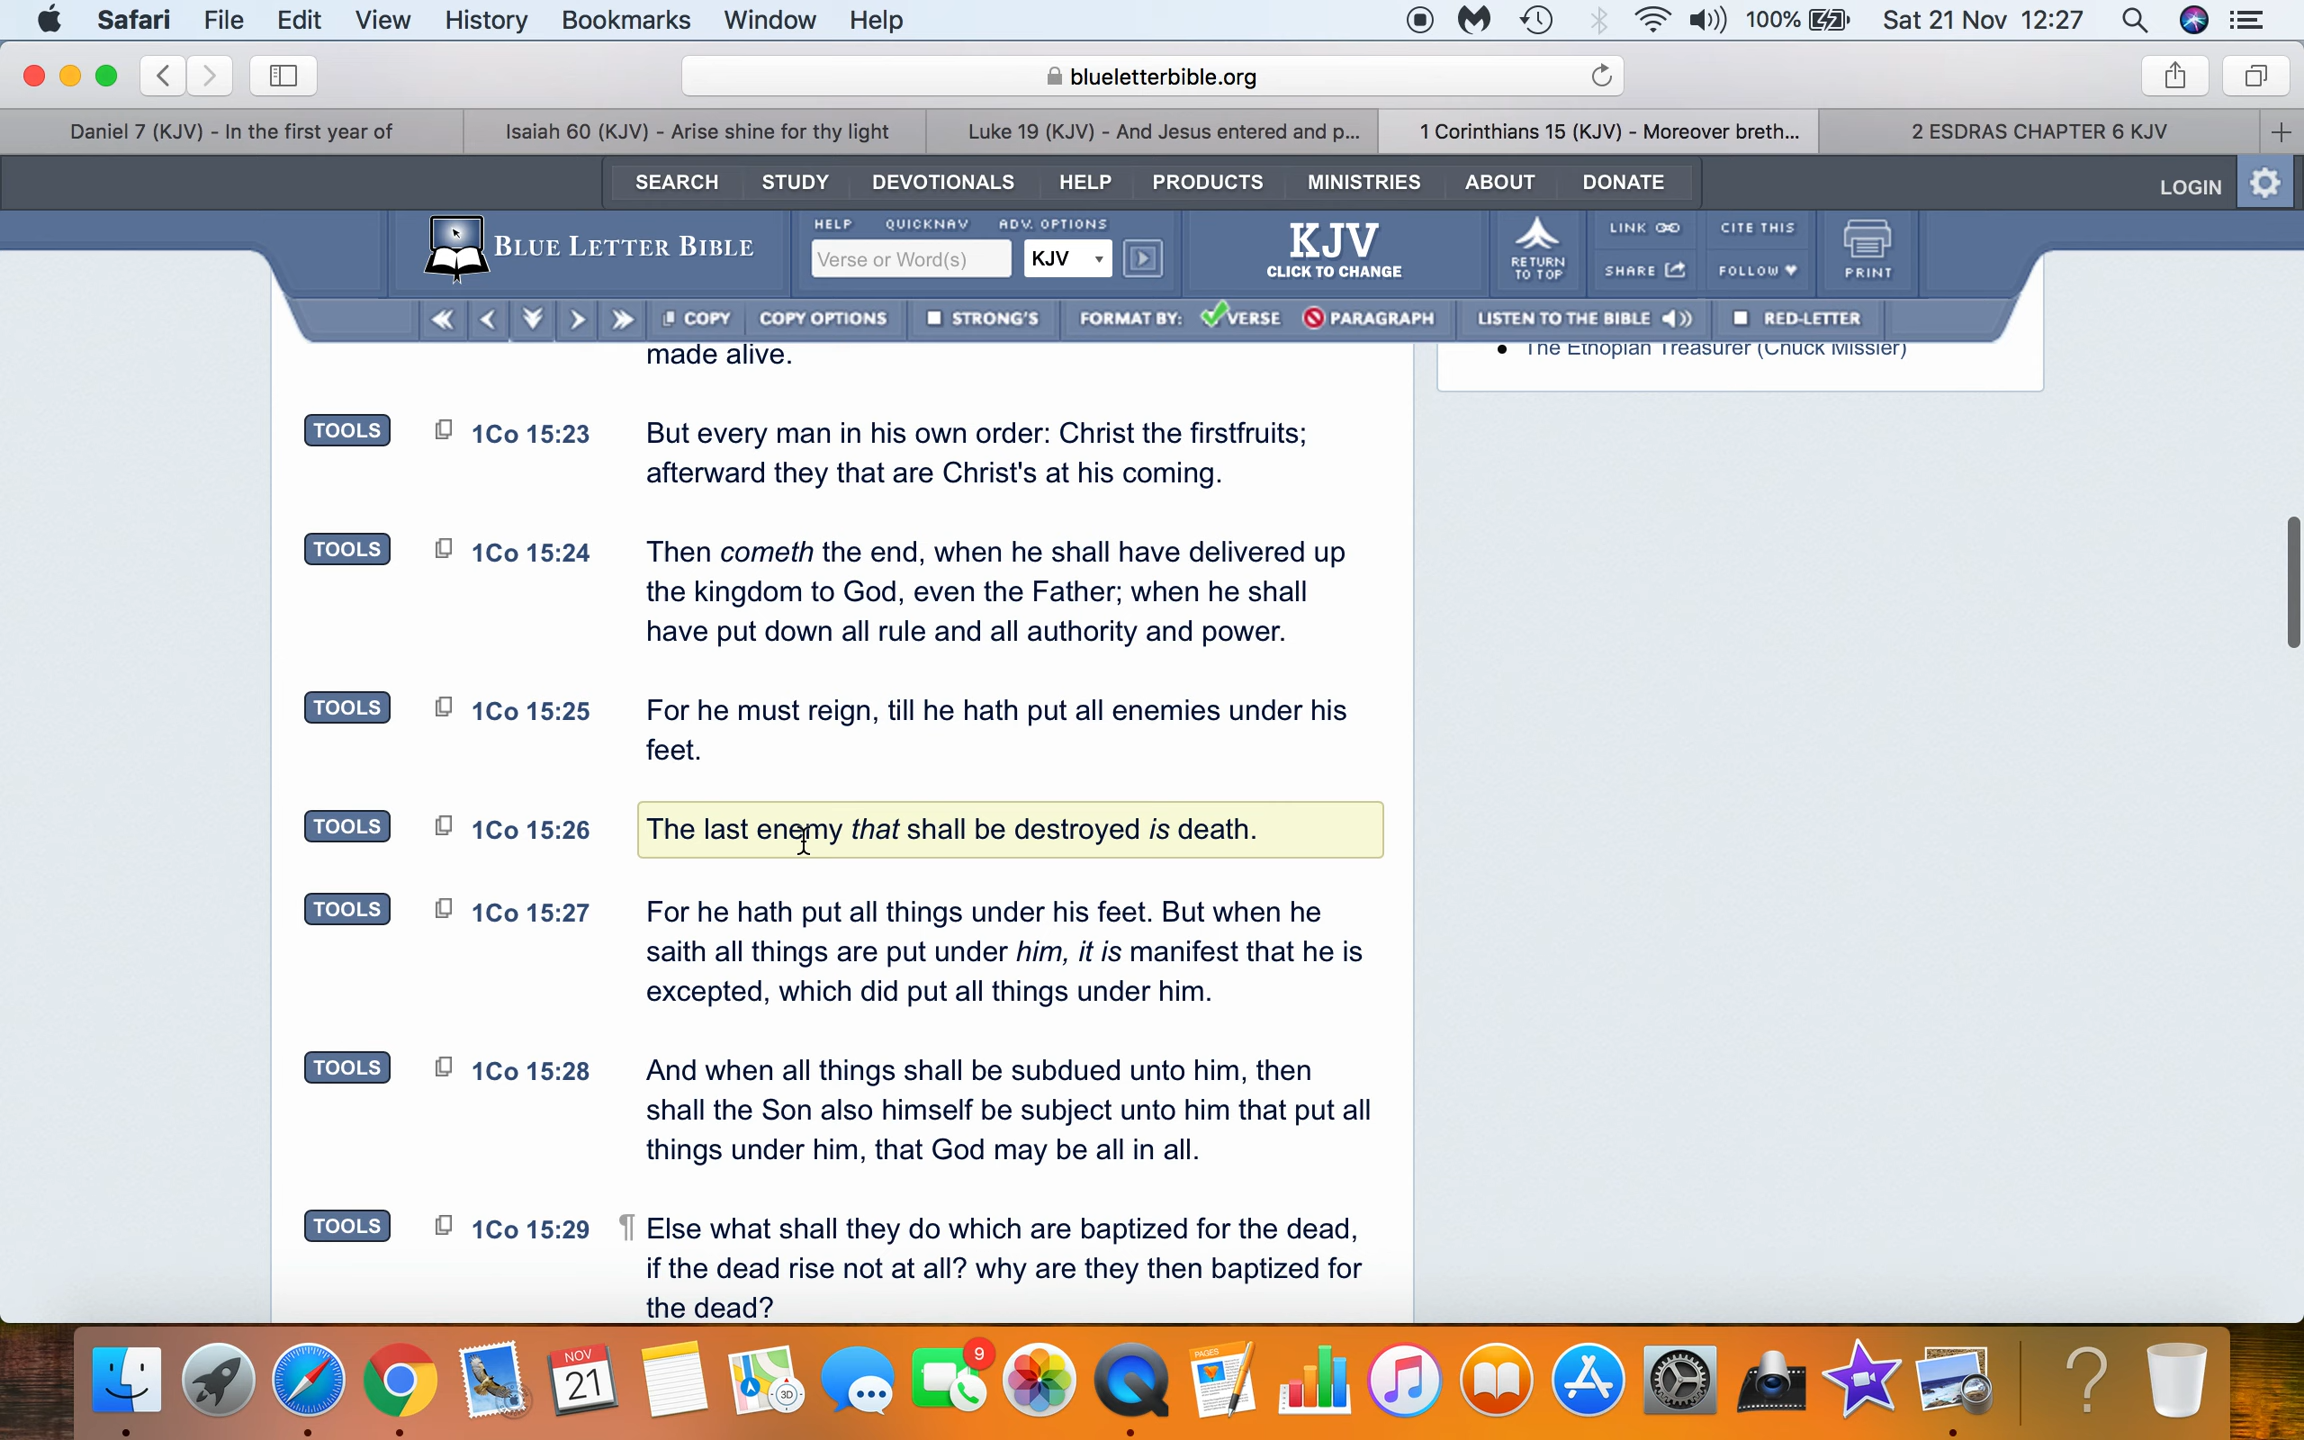 Safari File Edit View History Bookmarks Window Help 100% Sat 21 Nov 12:27
blueletterbible.org
Daniel 7 (KJV) - In the first year of
Isaiah 60 (KJV) - Arise shine for thy light
Luke 19 (KJV) - And Jesus entered and p...
1 Corinthians 15 (KJV) - Moreover breth...
2 ESDRAS CHAPTER 6 KJV
SEARCH STUDY DEVOTIONALS HELP PRODUCTS MINISTRIES ABOUT DONATE LOGIN
BLUE LETTER BIBLE
HELP QUICKNAV ADV. OPTIONS
Verse or Word(s) KJV
KJV
CLICK TO CHANGE
RETURN
TO TOP
LINK CITE THIS
SHARE FOLLOW
PRINT
COPY COPY OPTIONS STRONG'S FORMAT BY: VERSE PARAGRAPH LISTEN TO THE BIBLE RED-LETTER
made alive.
The Ethopian Treasurer (Chuck Missler)
TOOLS 1Co 15:23 But every man in his own order: Christ the firstfruits;
afterward they that are Christ's at his coming.
TOOLS 1Co 15:24 Then cometh the end, when he shall have delivered up
the kingdom to God, even the Father; when he shall
have put down all rule and all authority and power.
TOOLS 1Co 15:25 For he must reign, till he hath put all enemies under his
feet.
TOOLS 1Co 15:26 The last enemy that shall be destroyed is death.
TOOLS 1Co 15:27 For he hath put all things under his feet. But when he
saith all things are put under him, it is manifest that he is
excepted, which did put all things under him.
TOOLS 1Co 15:28 And when all things shall be subdued unto him, then
shall the Son also himself be subject unto him that put all
things under him, that God may be all in all.
TOOLS 1Co 15:29 ¶ Else what shall they do which are baptized for the dead,
if the dead rise not at all? why are they then baptized for
the dead?
NOV
21
3D
9
PAGES